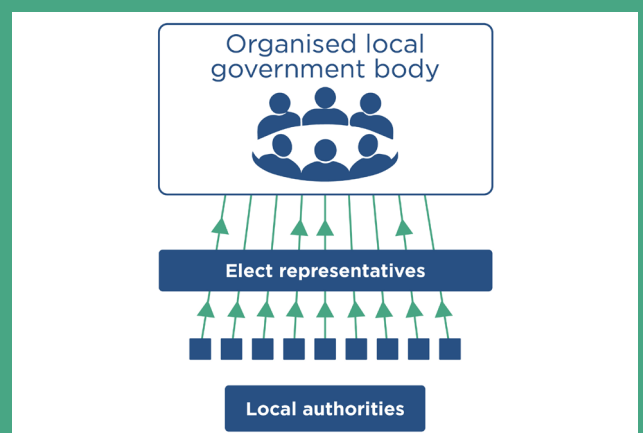 Organised local
government body
Elect representatives
Local authorities